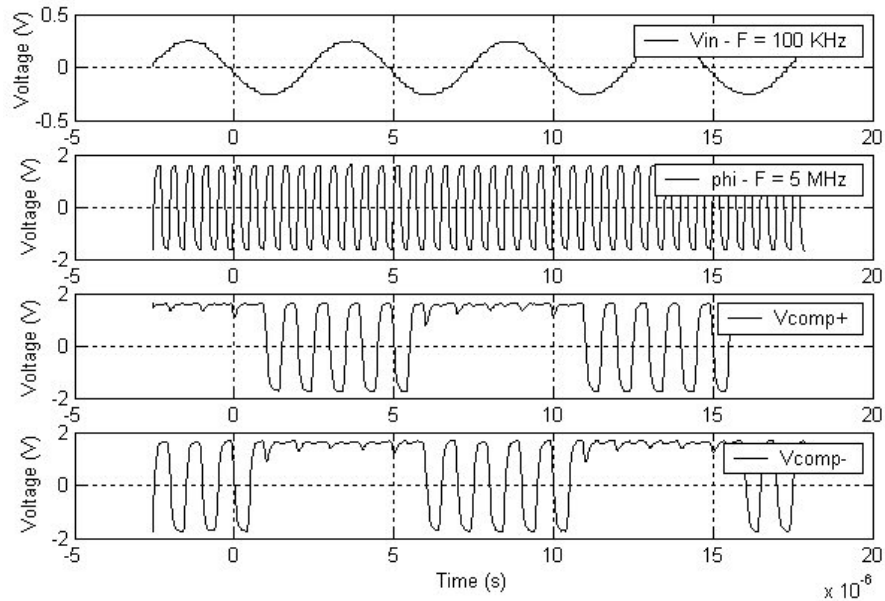 0.5
0
-0.5
Voltage (V)
Vin - F = 100 KHz
-5 0 5 10 15 20
2
0
-2
Voltage (V)
phi - F = 5 MHz
-5 0 5 10 15 20
2
0
-2
Voltage (V)
Vcomp+
-5 0 5 10 15 20
2
0
-2
Voltage (V)
Vcomp-
-5 0 5 10 15 20
Time (s)
x 10-6